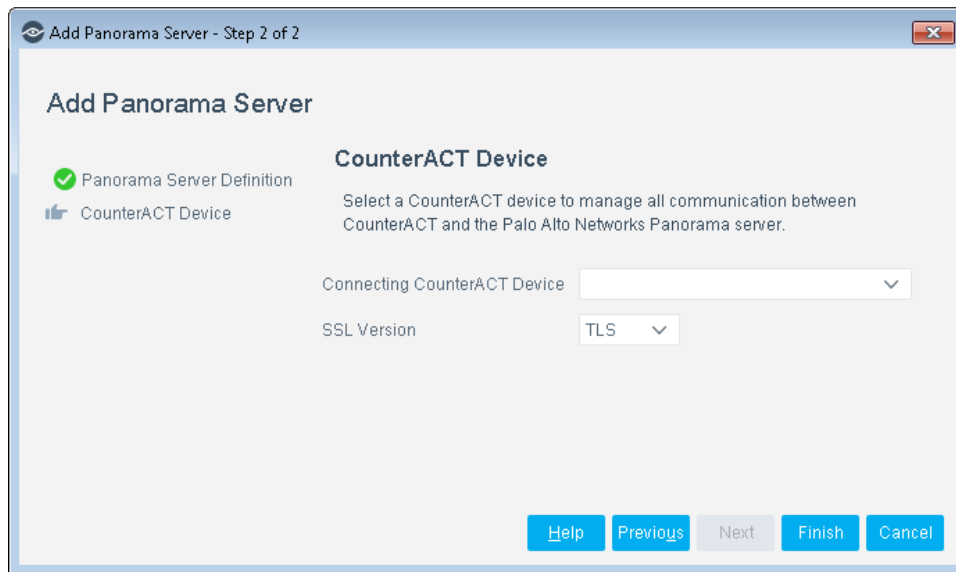 Add Panorama Server - Step 2 of 2
Add Panorama Server
Panorama Server Definition
CounterACT Device
CounterACT Device
Select a CounterACT device to manage all communication between
CounterACT and the Palo Alto Networks Panorama server.
Connecting CounterACT Device
SSL Version TLS
Help Previous Next Finish Cancel